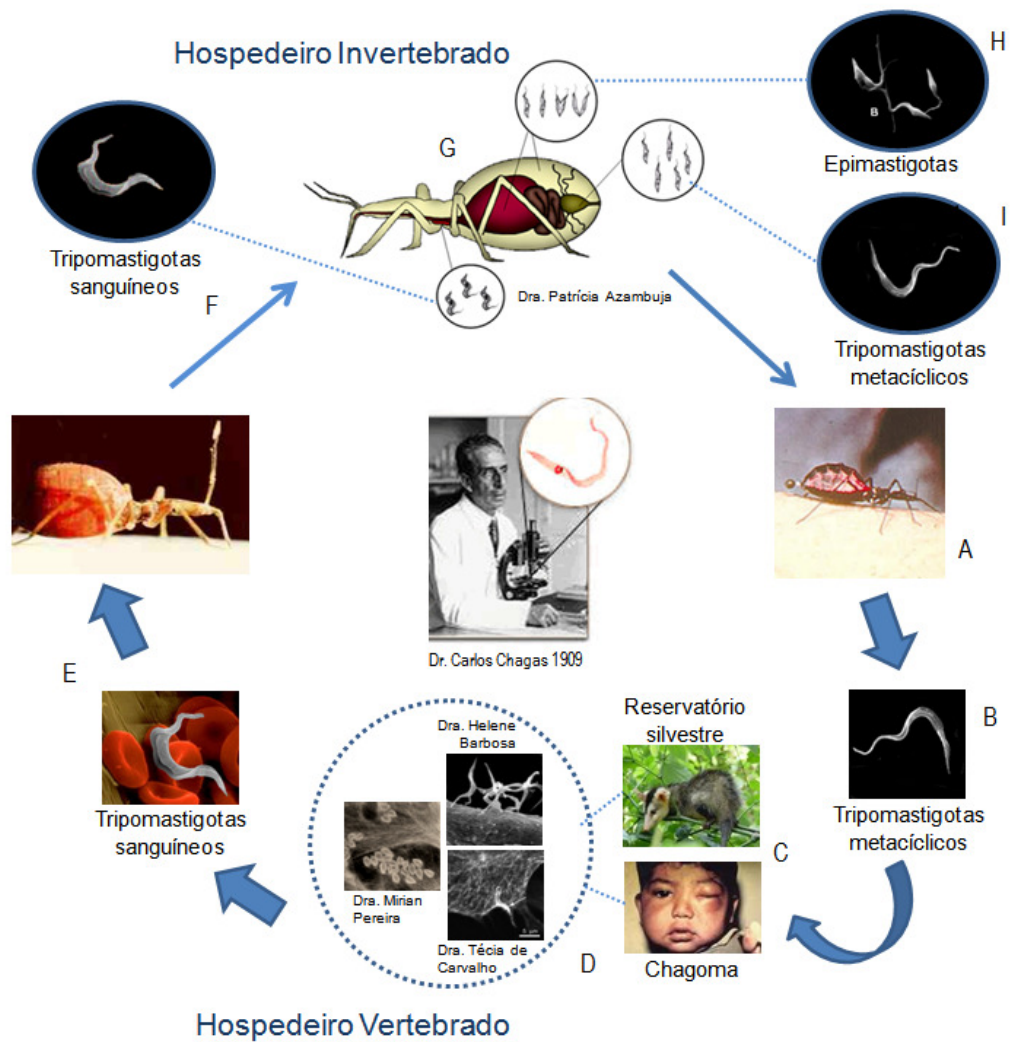 Hospedeiro Invertebrado
H
G
B
Epimastigotas
I
Tripomastigotas
sanguíneos
F
Dra. Patrícia Azambuja
Tripomastigotas
metacíclicos
A
Dr. Carlos Chagas 1909
E
Dra. Helene
Barbosa
Reservatório
silvestre
B
Tripomastigotas
sanguíneos
Tripomastigotas
metacíclicos
C
Dra. Mirian
Pereira
Dra. Técia de
Carvalho
D
Chagoma
Hospedeiro Vertebrado